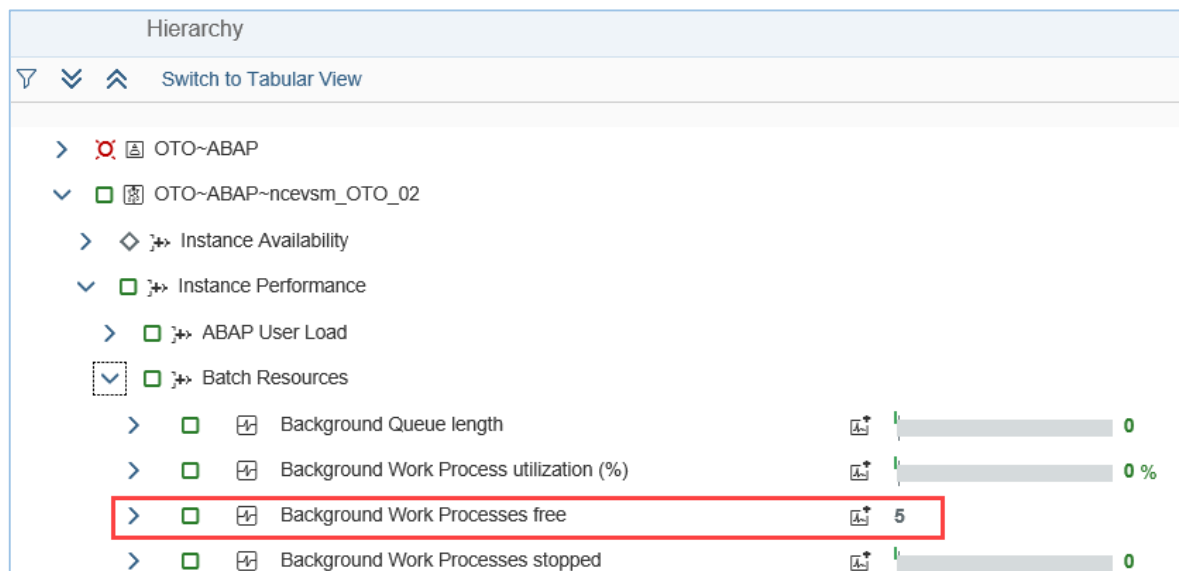 Hierarchy
Switch to Tabular View
OTO~ABAP
OTO~ABAP~ncevsm_OTO_02
Instance Availability
Instance Performance
ABAP User Load
Batch Resources
Background Queue length 0
Background Work Process utilization (%) 0 %
Background Work Processes free 5
Background Work Processes stopped 0